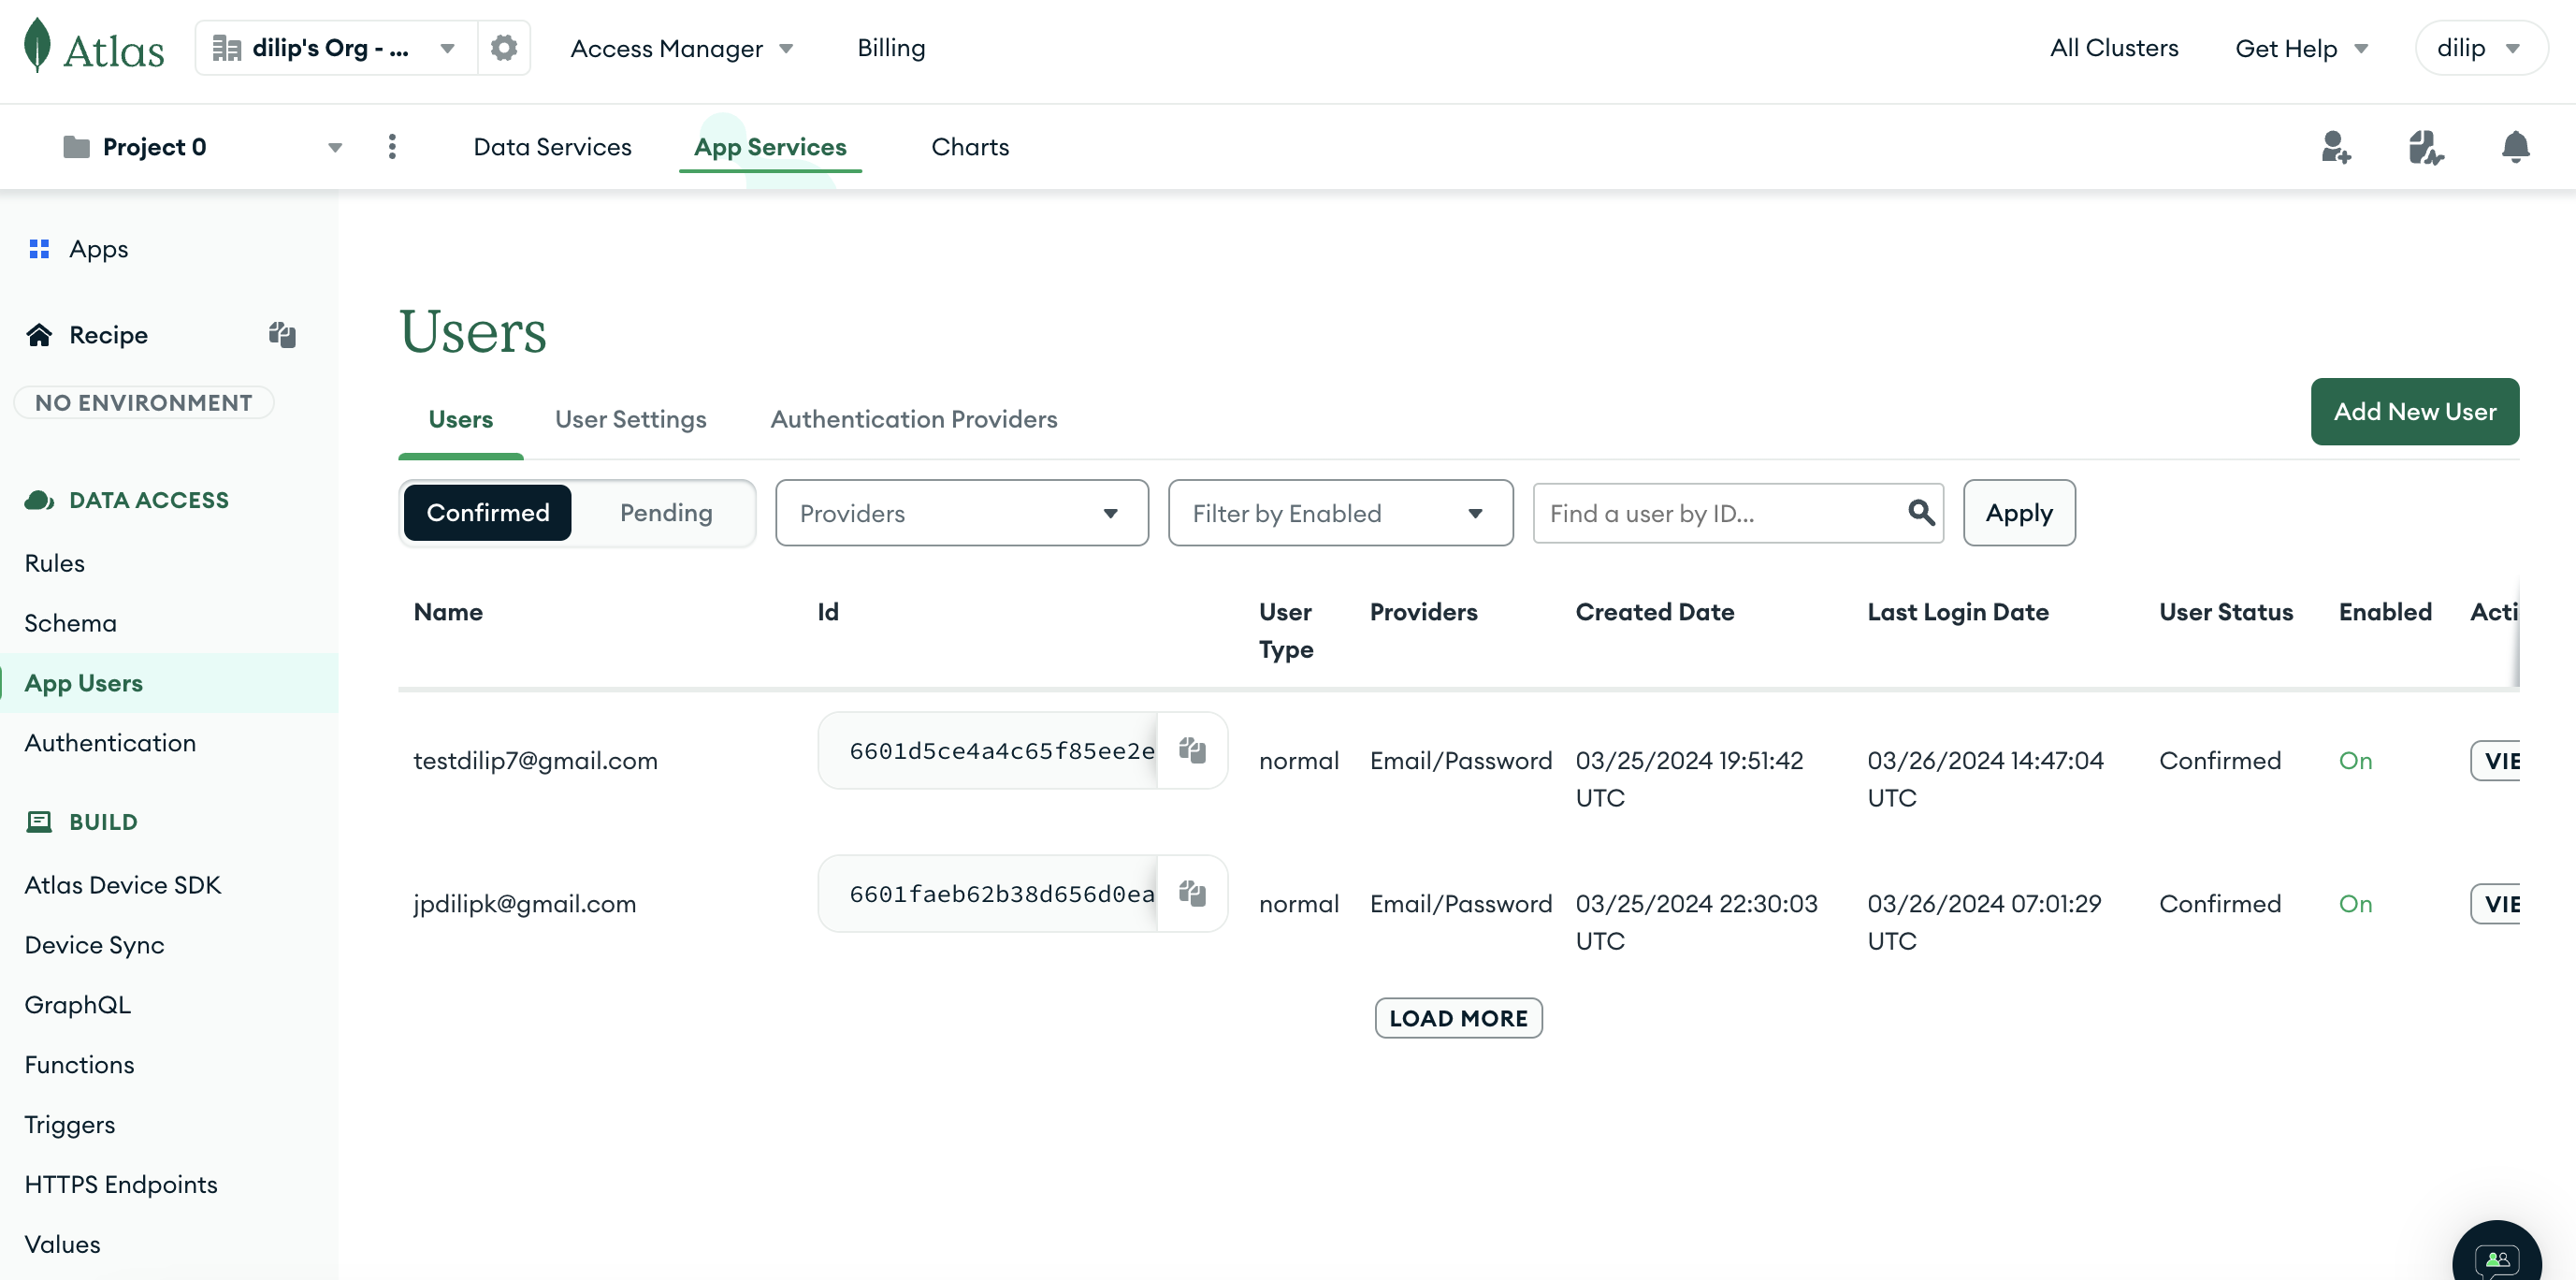 Atlas
dilip's Org - ...
Access Manager
Billing
All Clusters
Get Help
dilip
Project 0
Data Services
App Services
Charts
Apps
Recipe
NO ENVIRONMENT
DATA ACCESS
Rules
Schema
App Users
Authentication
BUILD
Atlas Device SDK
Device Sync
GraphQL
Functions
Triggers
HTTPS Endpoints
Values
Users
Users User Settings Authentication Providers
Add New User
Confirmed Pending Providers Filter by Enabled Find a user by ID... Apply
Name Id User Type Providers Created Date Last Login Date User Status Enabled Acti
testdilip7@gmail.com 6601d5ce4a4c65f85ee2e normal Email/Password 03/25/2024 19:51:42 UTC 03/26/2024 14:47:04 UTC Confirmed On VIE
jpdilipk@gmail.com 6601faeb62b38d656d0ea normal Email/Password 03/25/2024 22:30:03 UTC 03/26/2024 07:01:29 UTC Confirmed On VIE
LOAD MORE